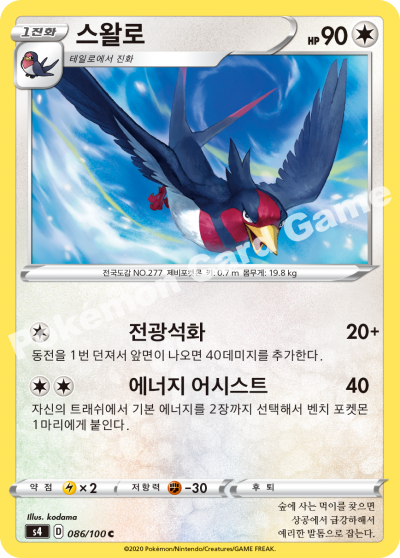 1진화
스왈로
HP 90
테일로에서 진화
전국도감 NO.277 제비포켓몬 키: 0.7 m 몸무게: 19.8 kg
Pokémon Card Game
전광석화 20+
동전을 1번 던져서 앞면이 나오면 40데미지를 추가한다.
에너지 어시스트 40
자신의 트래쉬에서 기본 에너지를 2장까지 선택해서 벤치 포켓몬
1마리에게 붙인다.
약점 ×2 저항력 -30 후퇴
Illus. kodama
s4 D 086/100 C
숲에 사는 먹이를 찾으면
상공에서 급강하해서
예리한 발톱으로 잡는다.
©2020 Pokémon/Nintendo/Creatures/GAME FREAK.